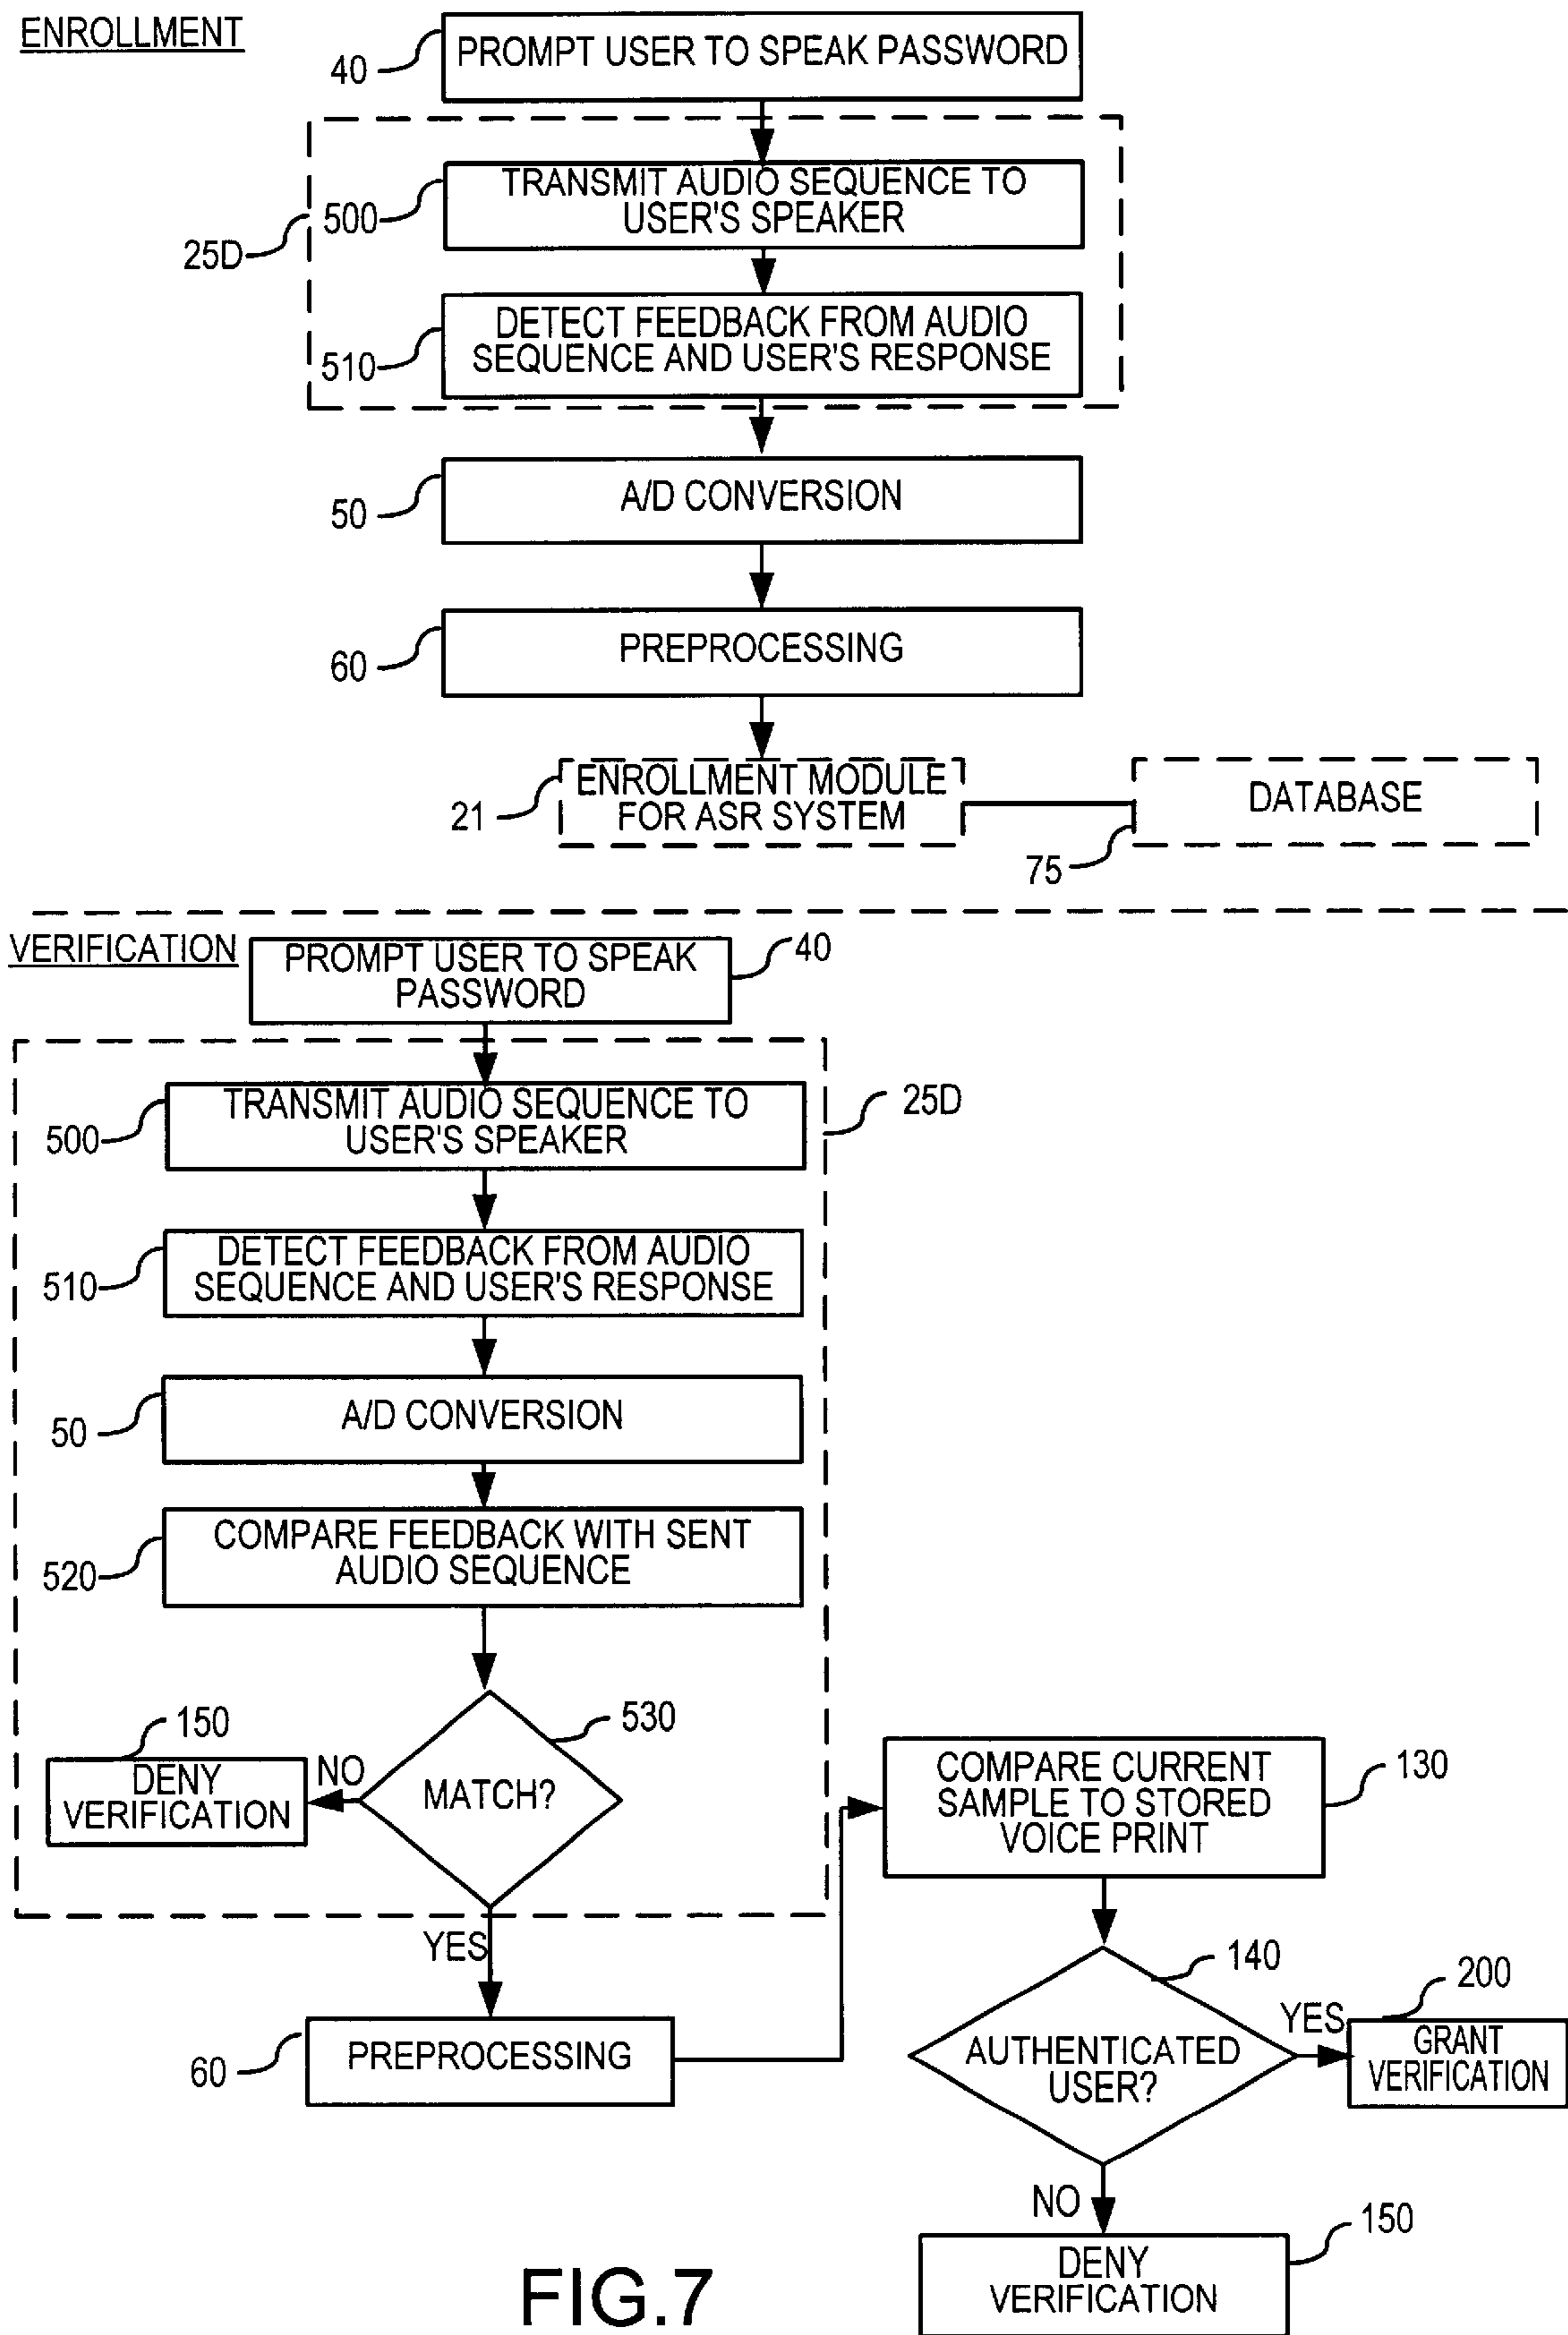 ENROLLMENT
PROMPT USER TO SPEAK PASSWORD
40
TRANSMIT AUDIO SEQUENCE TO
USER'S SPEAKER
500
25D
DETECT FEEDBACK FROM AUDIO
SEQUENCE AND USER'S RESPONSE
510
A/D CONVERSION
50
PREPROCESSING
60
ENROLLMENT MODULE
FOR ASR SYSTEM
21
DATABASE
75
VERIFICATION
PROMPT USER TO SPEAK
PASSWORD
40
TRANSMIT AUDIO SEQUENCE TO
USER'S SPEAKER
500
25D
DETECT FEEDBACK FROM AUDIO
SEQUENCE AND USER'S RESPONSE
510
A/D CONVERSION
50
COMPARE FEEDBACK WITH SENT
AUDIO SEQUENCE
520
530
MATCH?
NO
150
DENY
VERIFICATION
YES
PREPROCESSING
60
COMPARE CURRENT
SAMPLE TO STORED
VOICE PRINT
130
140
AUTHENTICATED
USER?
YES
200
GRANT
VERIFICATION
NO
150
DENY
VERIFICATION
FIG.7